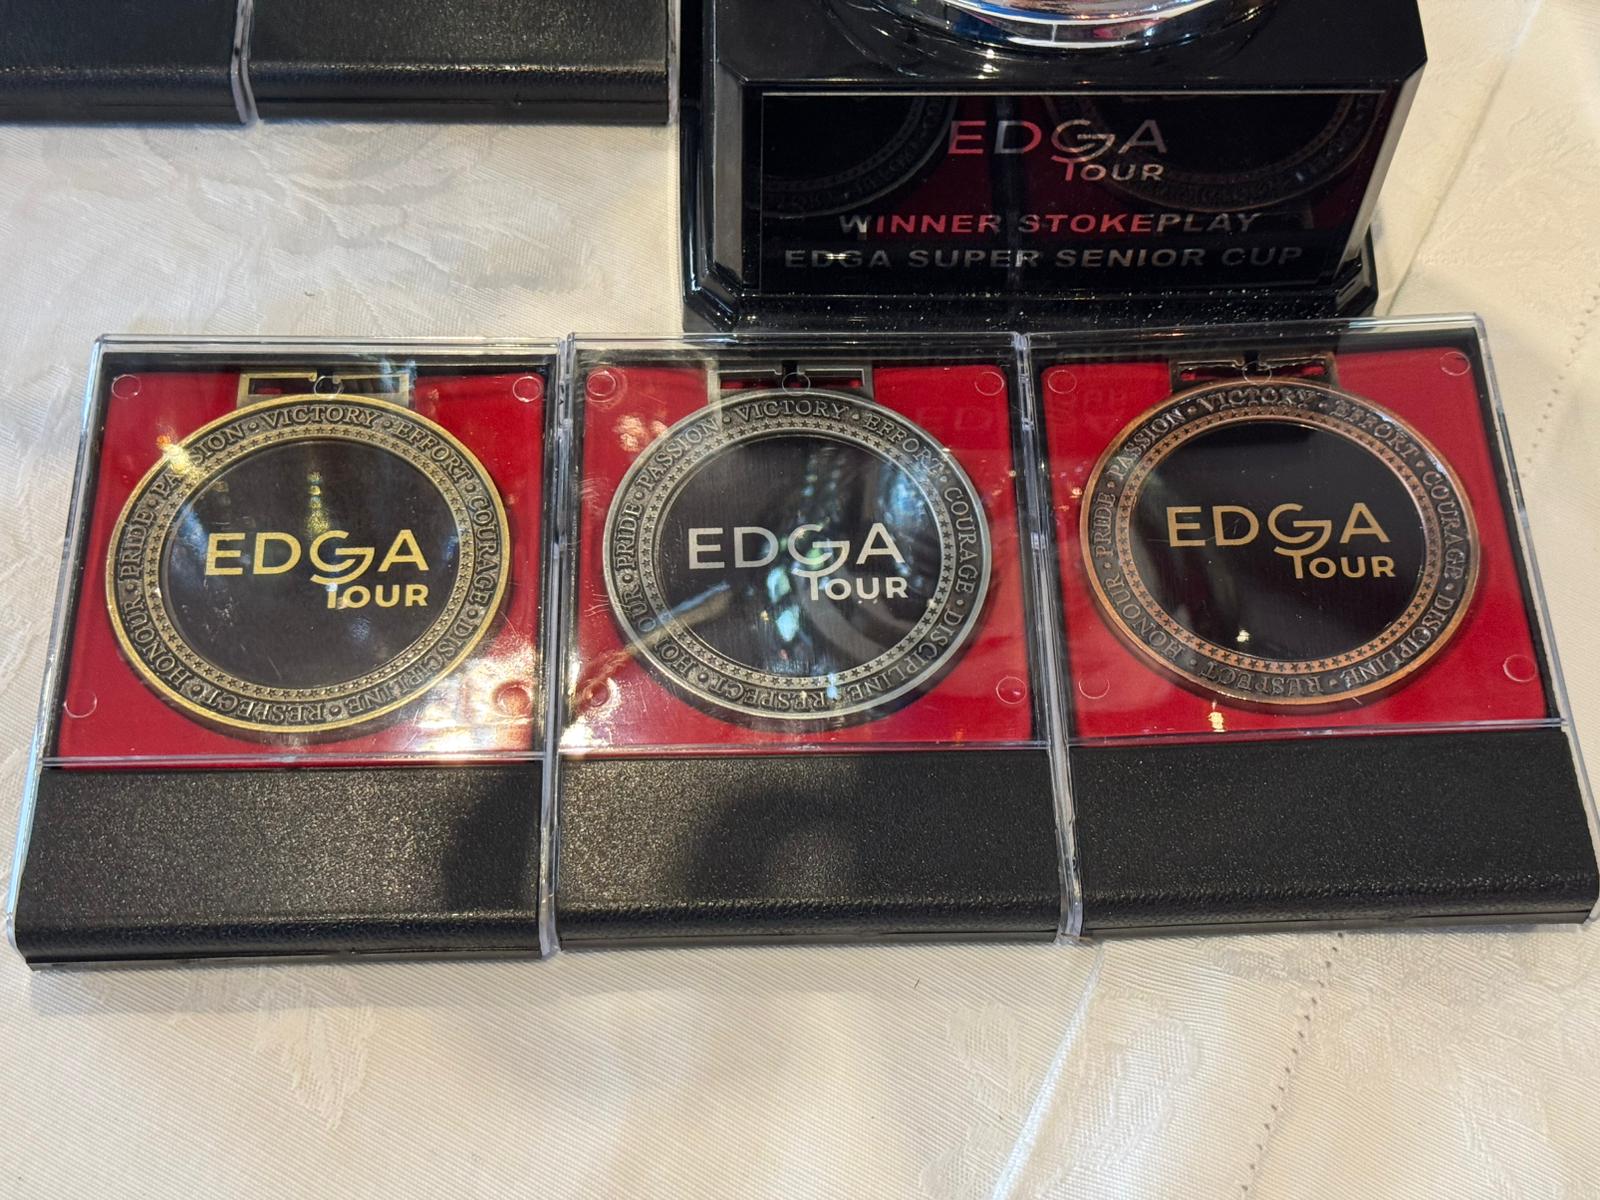 EDGA
TOUR
WINNER STOKEPLAY
EDGA SUPER SENIOR CUP
PRIDE • PASSION • VICTORY • EFFORT • COURAGE • DISCIPLINE • RESPECT • HONOUR
EDGA
TOUR
PRIDE • PASSION • VICTORY • EFFORT • COURAGE • DISCIPLINE • RESPECT • HONOUR
EDGA
TOUR
PRIDE • PASSION • VICTORY • EFFORT • COURAGE • DISCIPLINE • RESPECT • HONOUR
EDGA
TOUR